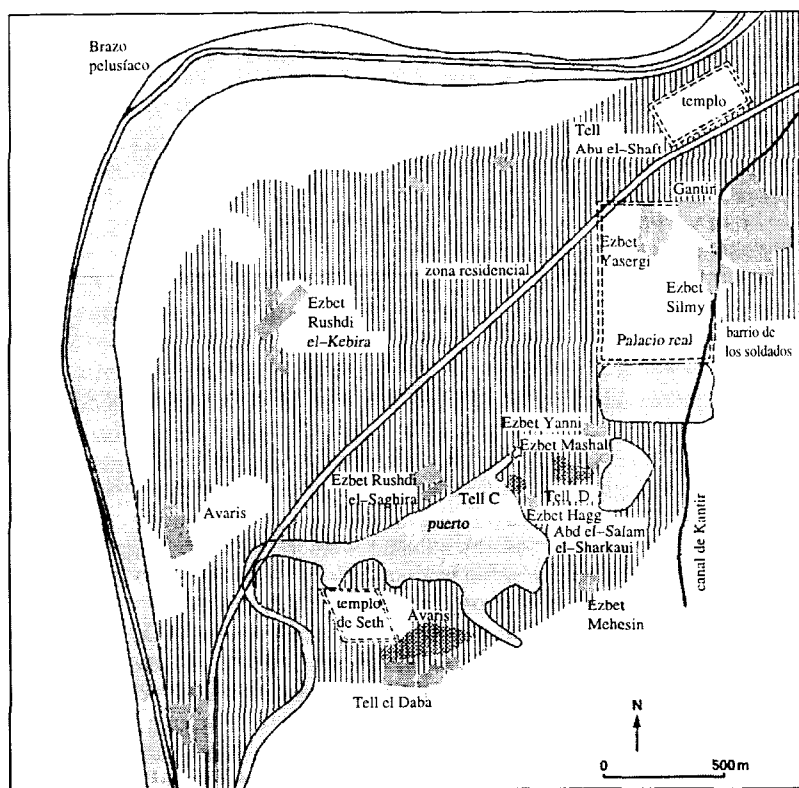 Brazo
pelusíaco
templo
Tell
Abu el-Shaft
Gantir
Ezbet
Yasergi
zona residencial
Ezbet
Silmy
Ezbet
Rushdi
el-Kebira
Palacio real
barrio de
los soldados
Ezbet Yanni
Ezbet Mashal
Ezbet Rushdi
el-Saghira
Tell C
Tell D
puerto
Ezbet Hagg
Abd el-Salam
el-Sharkaui
Avaris
canal de Kantir
templo
de Seth
Avaris
Ezbet
Mehesin
Tell el Daba
N
0 500 m